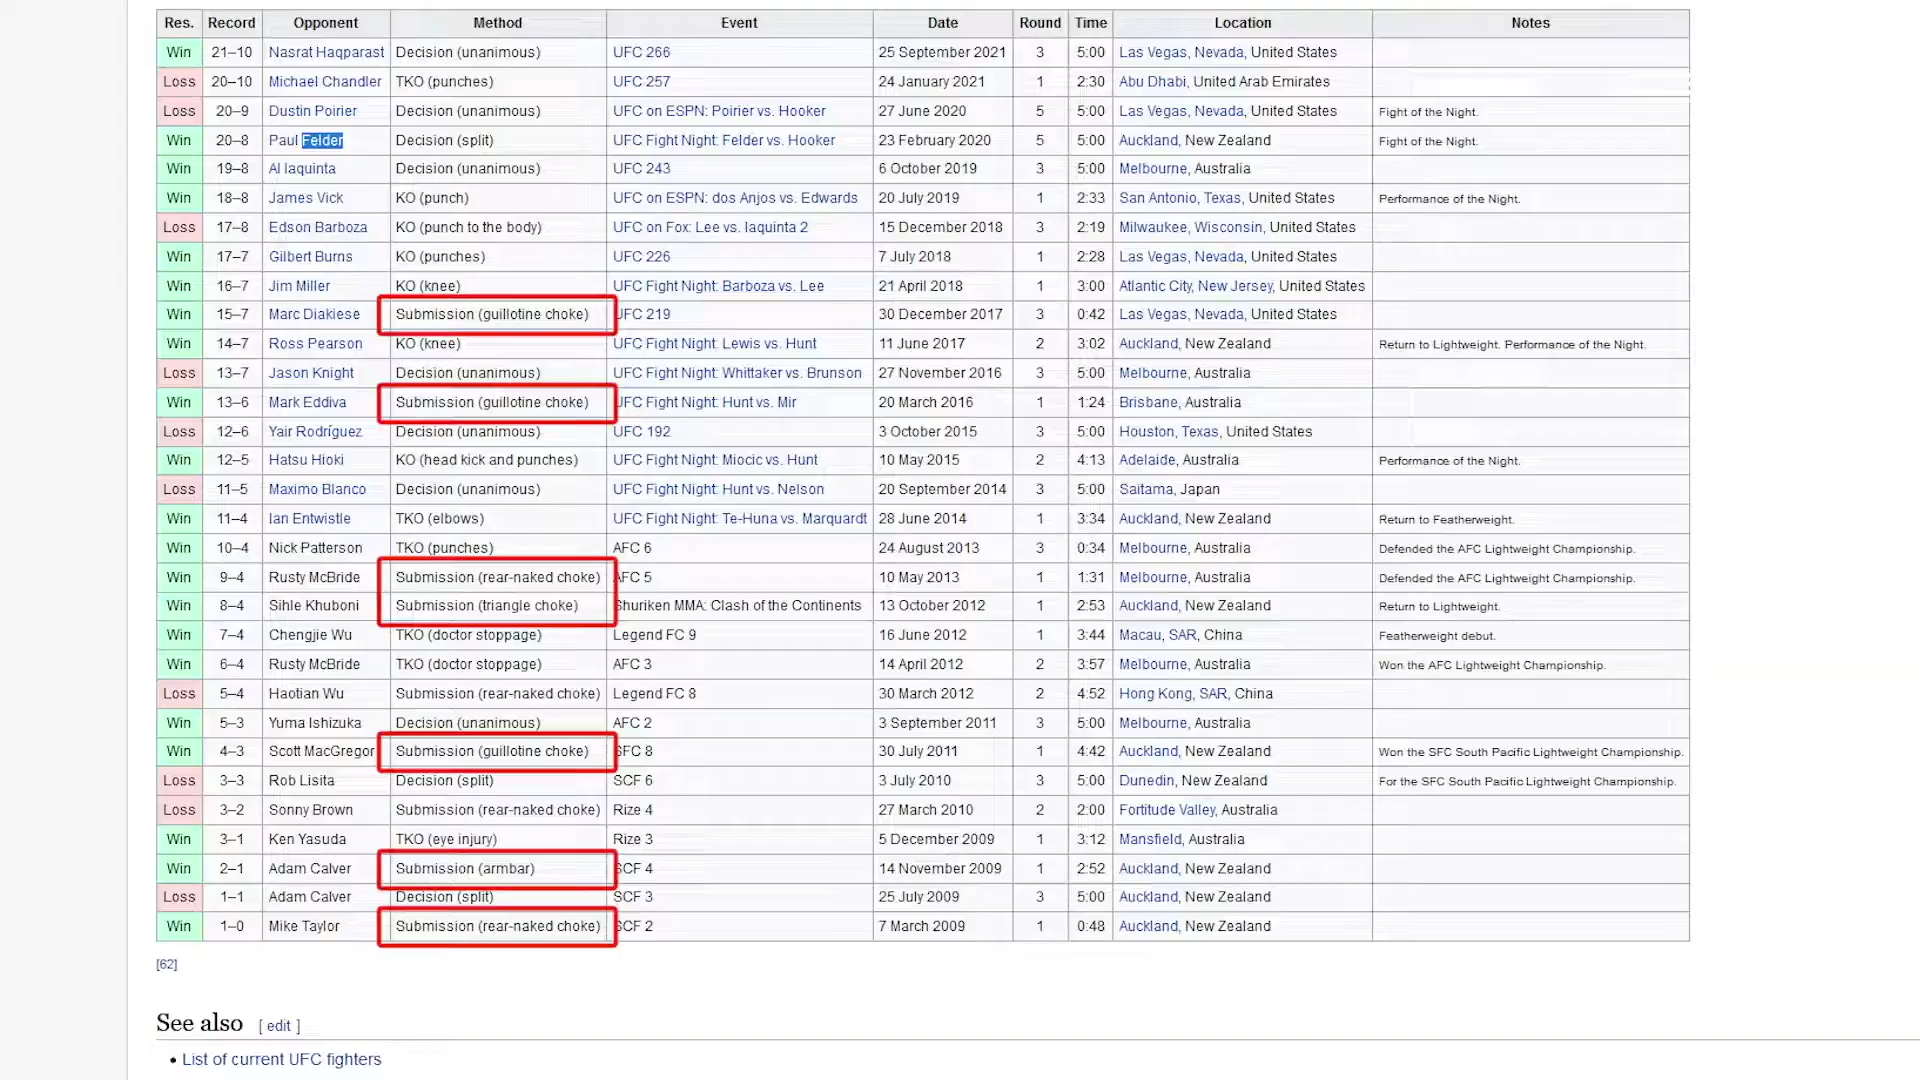 Res. Record Opponent Method Event Date Round Time Location Notes
Win 21–10 Nasrat Haqparast Decision (unanimous) UFC 266 25 September 2021 3 5:00 Las Vegas, Nevada, United States
Loss 20–10 Michael Chandler TKO (punches) UFC 257 24 January 2021 1 2:30 Abu Dhabi, United Arab Emirates
Loss 20–9 Dustin Poirier Decision (unanimous) UFC on ESPN: Poirier vs. Hooker 27 June 2020 5 5:00 Las Vegas, Nevada, United States Fight of the Night.
Win 20–8 Paul Felder Decision (split) UFC Fight Night: Felder vs. Hooker 23 February 2020 5 5:00 Auckland, New Zealand Fight of the Night.
Win 19–8 Al Iaquinta Decision (unanimous) UFC 243 6 October 2019 3 5:00 Melbourne, Australia
Win 18–8 James Vick KO (punch) UFC on ESPN: dos Anjos vs. Edwards 20 July 2019 1 2:33 San Antonio, Texas, United States Performance of the Night.
Loss 17–8 Edson Barboza KO (punch to the body) UFC on Fox: Lee vs. Iaquinta 2 15 December 2018 3 2:19 Milwaukee, Wisconsin, United States
Win 17–7 Gilbert Burns KO (punches) UFC 226 7 July 2018 1 2:28 Las Vegas, Nevada, United States
Win 16–7 Jim Miller KO (knee) UFC Fight Night: Barboza vs. Lee 21 April 2018 1 3:00 Atlantic City, New Jersey, United States
Win 15–7 Marc Diakiese Submission (guillotine choke) UFC 219 30 December 2017 3 0:42 Las Vegas, Nevada, United States
Win 14–7 Ross Pearson KO (knee) UFC Fight Night: Lewis vs. Hunt 11 June 2017 2 3:02 Auckland, New Zealand Return to Lightweight. Performance of the Night.
Loss 13–7 Jason Knight Decision (unanimous) UFC Fight Night: Whittaker vs. Brunson 27 November 2016 3 5:00 Melbourne, Australia
Win 13–6 Mark Eddiva Submission (guillotine choke) UFC Fight Night: Hunt vs. Mir 20 March 2016 1 1:24 Brisbane, Australia
Loss 12–6 Yair Rodríguez Decision (unanimous) UFC 192 3 October 2015 3 5:00 Houston, Texas, United States
Win 12–5 Hatsu Hioki KO (head kick and punches) UFC Fight Night: Miocic vs. Hunt 10 May 2015 2 4:13 Adelaide, Australia Performance of the Night.
Loss 11–5 Maximo Blanco Decision (unanimous) UFC Fight Night: Hunt vs. Nelson 20 September 2014 3 5:00 Saitama, Japan
Win 11–4 Ian Entwistle TKO (elbows) UFC Fight Night: Te-Huna vs. Marquardt 28 June 2014 1 3:34 Auckland, New Zealand Return to Featherweight.
Win 10–4 Nick Patterson TKO (punches) AFC 6 24 August 2013 3 0:34 Melbourne, Australia Defended the AFC Lightweight Championship.
Win 9–4 Rusty McBride Submission (rear-naked choke) AFC 5 10 May 2013 1 1:31 Melbourne, Australia Defended the AFC Lightweight Championship.
Win 8–4 Sihle Khuboni Submission (triangle choke) Shuriken MMA: Clash of the Continents 13 October 2012 1 2:53 Auckland, New Zealand Return to Lightweight.
Win 7–4 Chengjie Wu TKO (doctor stoppage) Legend FC 9 16 June 2012 1 3:44 Macau, SAR, China Featherweight debut.
Win 6–4 Rusty McBride TKO (doctor stoppage) AFC 3 14 April 2012 2 3:57 Melbourne, Australia Won the AFC Lightweight Championship.
Loss 5–4 Haotian Wu Submission (rear-naked choke) Legend FC 8 30 March 2012 2 4:52 Hong Kong, SAR, China
Win 5–3 Yuma Ishizuka Decision (unanimous) AFC 2 3 September 2011 3 5:00 Melbourne, Australia
Win 4–3 Scott MacGregor Submission (guillotine choke) SFC 8 30 July 2011 1 4:42 Auckland, New Zealand Won the SFC South Pacific Lightweight Championship.
Loss 3–3 Rob Lisita Decision (split) SCF 6 3 July 2010 3 5:00 Dunedin, New Zealand For the SFC South Pacific Lightweight Championship.
Loss 3–2 Sonny Brown Submission (rear-naked choke) Rize 4 27 March 2010 2 2:00 Fortitude Valley, Australia
Win 3–1 Ken Yasuda TKO (eye injury) Rize 3 5 December 2009 1 3:12 Mansfield, Australia
Win 2–1 Adam Calver Submission (armbar) SCF 4 14 November 2009 1 2:52 Auckland, New Zealand
Loss 1–1 Adam Calver Decision (split) SCF 3 25 July 2009 3 5:00 Auckland, New Zealand
Win 1–0 Mike Taylor Submission (rear-naked choke) SCF 2 7 March 2009 1 0:48 Auckland, New Zealand
[62]
See also [ edit ]
• List of current UFC fighters